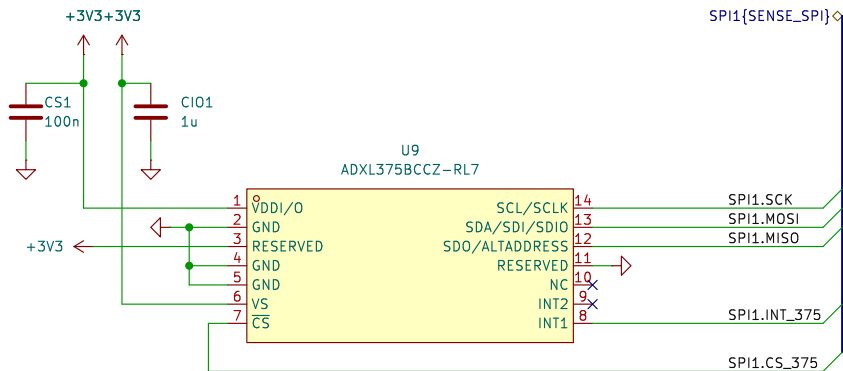 +3V3+3V3
SPI1{SENSE_SPI}
CS1
100n
CIO1
1u
U9
ADXL375BCCZ-RL7
1 VDDI/O SCL/SCLK 14 SPI1.SCK
2 GND SDA/SDI/SDIO 13 SPI1.MOSI
+3V3 3 RESERVED SDO/ALTADDRESS 12 SPI1.MISO
4 GND RESERVED 11
5 GND NC 10
6 VS INT2 9
7 CS INT1 8 SPI1.INT_375
SPI1.CS_375